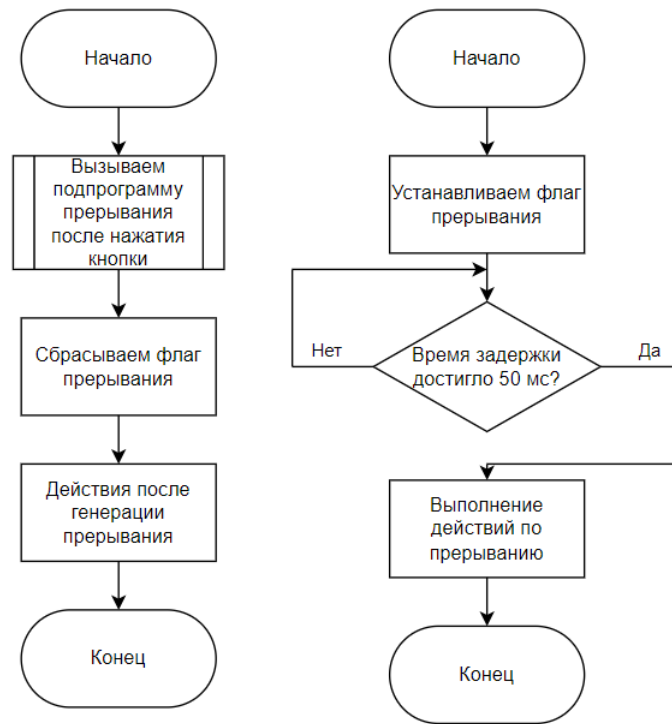 Начало
Вызываем
подпрограмму
прерывания
после нажатия
кнопки
Сбрасываем флаг
прерывания
Действия после
генерации
прерывания
Конец
Начало
Устанавливаем флаг
прерывания
Нет
Время задержки
достигло 50 мс?
Да
Выполнение
действий по
прерыванию
Конец